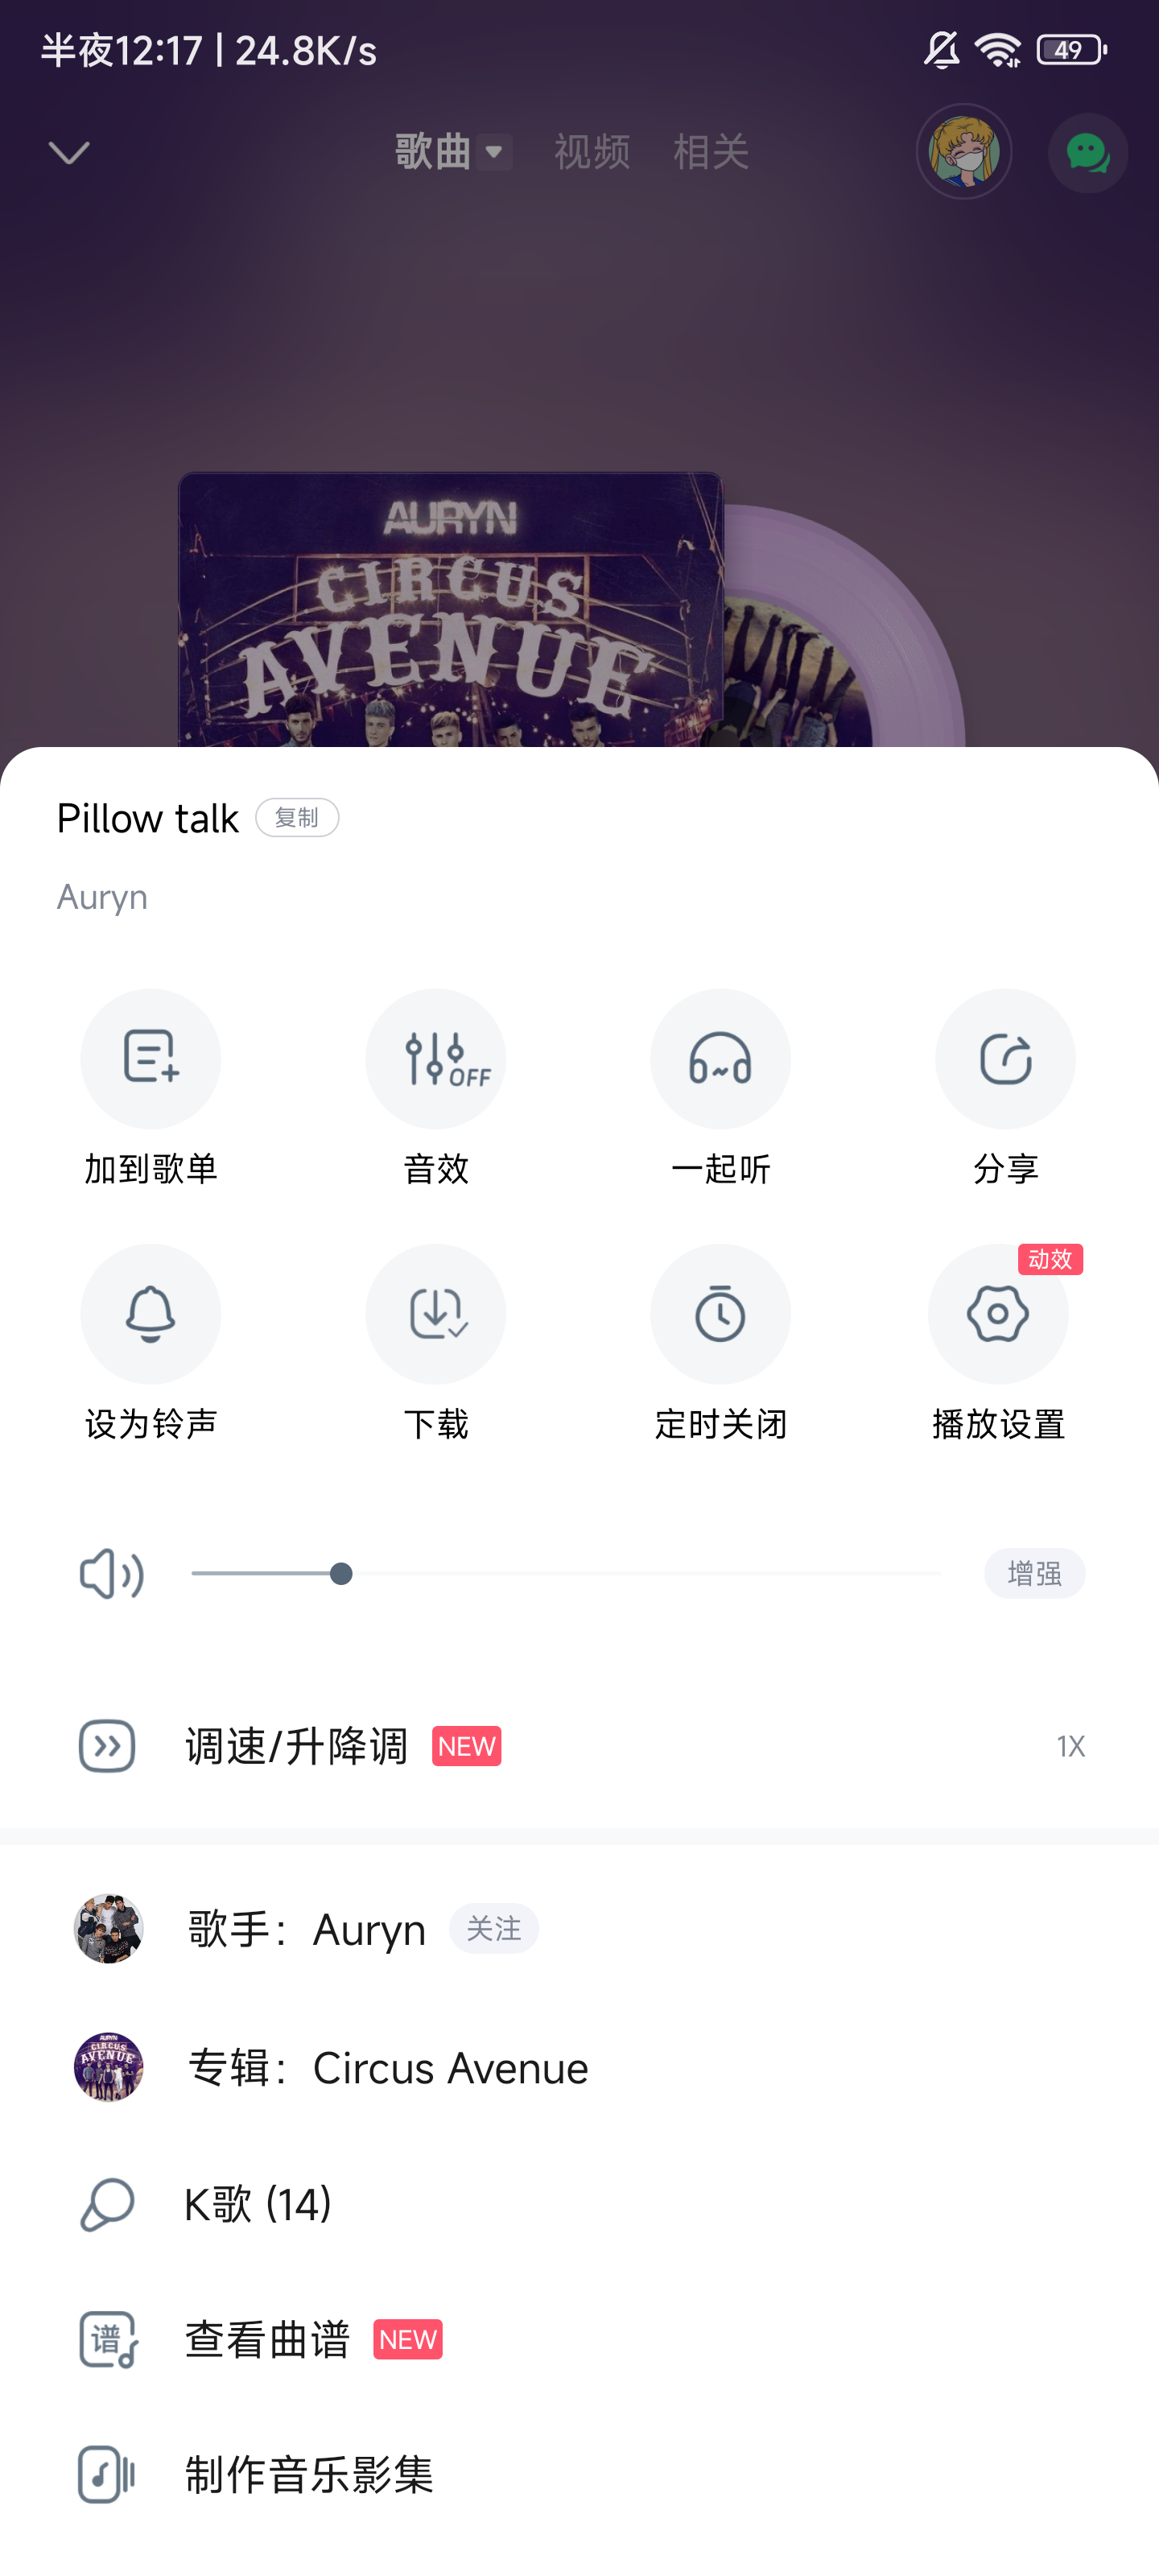 半夜12:17 | 24.8K/s
49
歌曲 视频 相关
AURYN
CIRCUS
AVENUE
Pillow talk 复制
Auryn
OFF
加到歌单 音效 一起听 分享
动效
设为铃声 下载 定时关闭 播放设置
增强
调速/升降调 NEW 1X
歌手：Auryn 关注
AURYN
CIRCUS
AVENUE
专辑：Circus Avenue
K歌 (14)
谱
查看曲谱 NEW
制作音乐影集